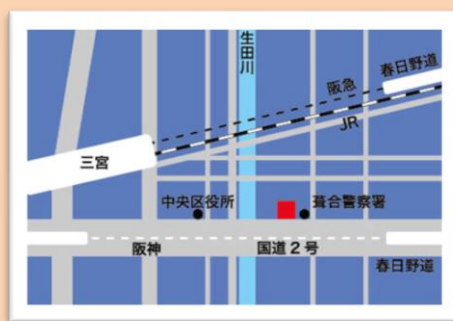 生田川
春日野道
阪急
JR
三宮
中央区役所
葺合警察署
阪神
国道2号
春日野道